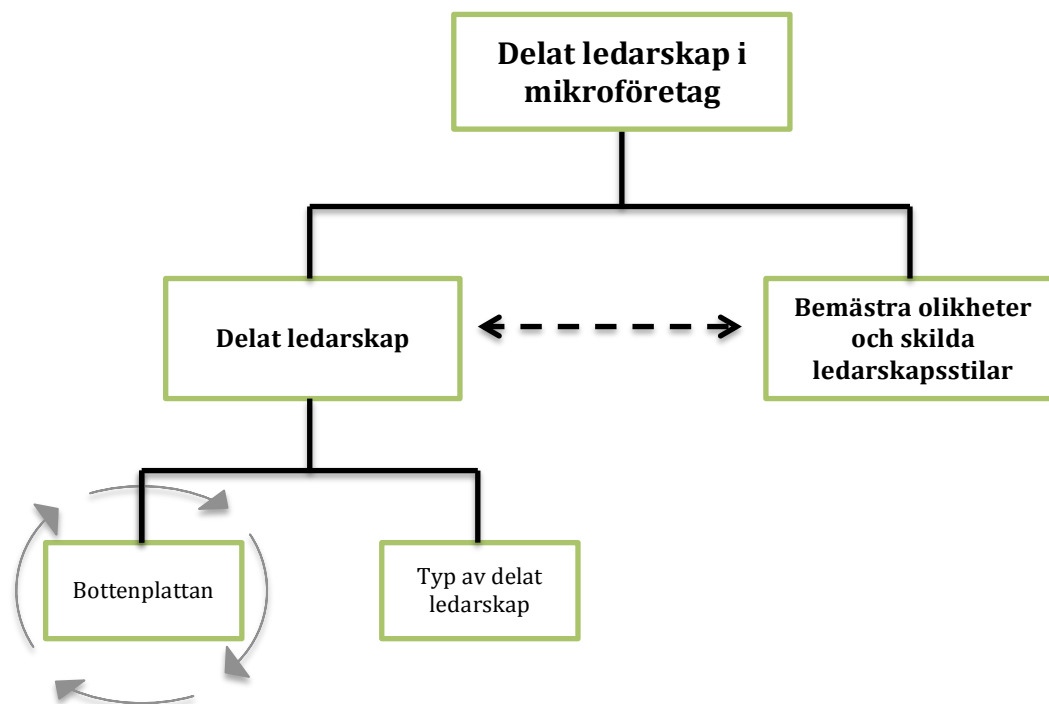 Delat ledarskap i
mikroföretag
Delat ledarskap
Bemästra olikheter
och skilda
ledarskapsstilar
Bottenplattan
Typ av delat
ledarskap